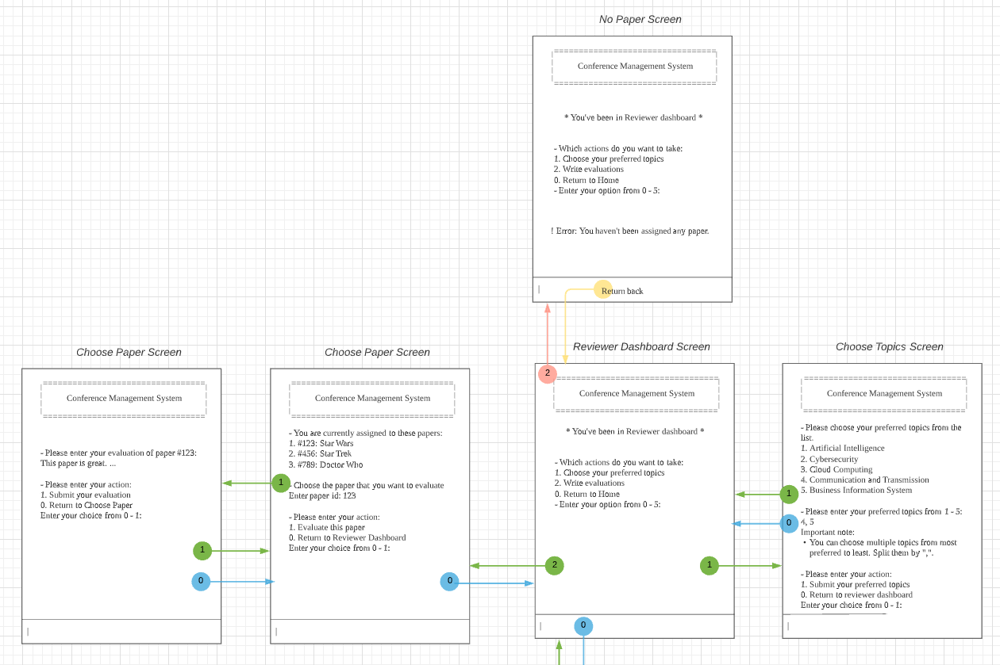 No Paper Screen
Conference Management System
* You've been in Reviewer dashboard *
- Which actions do you want to take:
1. Choose your preferred topics
2. Write evaluations
0. Return to Home
- Enter your option from 0 - 5:
! Error: You haven't been assigned any paper.
|
Return back
Choose Paper Screen
Conference Management System
- Please enter your evaluation of paper #123:
This paper is great. ...
- Please enter your action:
1. Submit your evaluation
0. Return to Choose Paper
Enter your choice from 0 - 1:
1
0
|
Choose Paper Screen
Conference Management System
- You are currently assigned to these papers:
1. #123: Star Wars
2. #456: Star Trek
3. #789: Doctor Who
1
- Choose the paper that you want to evaluate
Enter paper id: 123
- Please enter your action:
1. Evaluate this paper
0. Return to Reviewer Dashboard
Enter your choice from 0 - 1:
0
|
Reviewer Dashboard Screen
2
Conference Management System
* You've been in Reviewer dashboard *
- Which actions do you want to take:
1. Choose your preferred topics
2. Write evaluations
0. Return to Home
- Enter your option from 0 - 5:
2
1
0
|
Choose Topics Screen
Conference Management System
- Please choose your preferred topics from the
list.
1. Artificial Intelligence
2. Cybersecurity
3. Cloud Computing
4. Communication and Transmission
5. Business Information System
1
- Please enter your preferred topics from 1 - 5:
0
4, 5
Important note:
• You can choose multiple topics from most
preferred to least. Split them by ",".
- Please enter your action:
1. Submit your preferred topics
0. Return to reviewer dashboard
Enter your choice from 0 - 1:
|